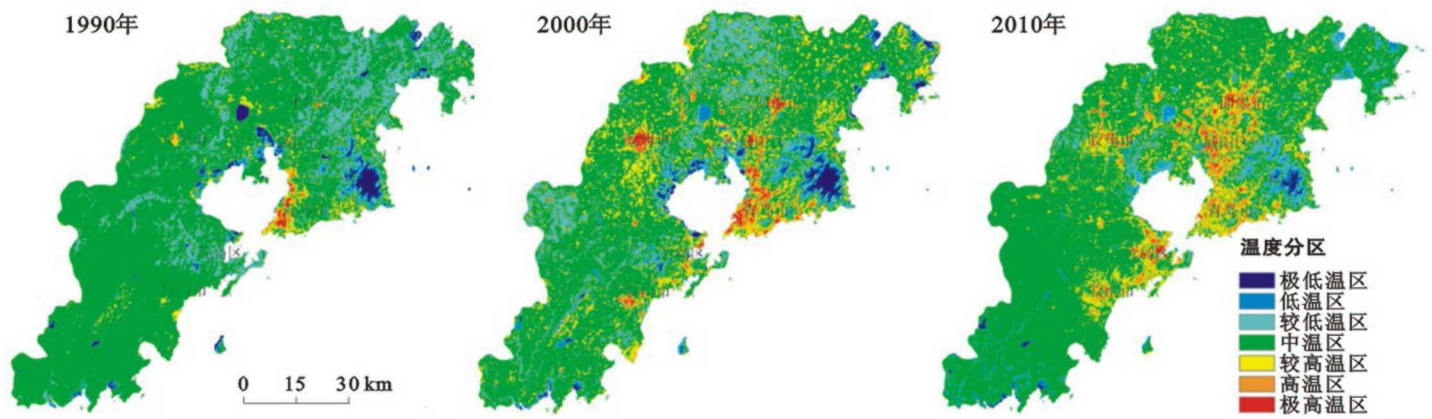 1990年
2000年
2010年
0 15 30 km
温度分区
极低温区
低温区
较低温区
中温区
较高温区
高温区
极高温区